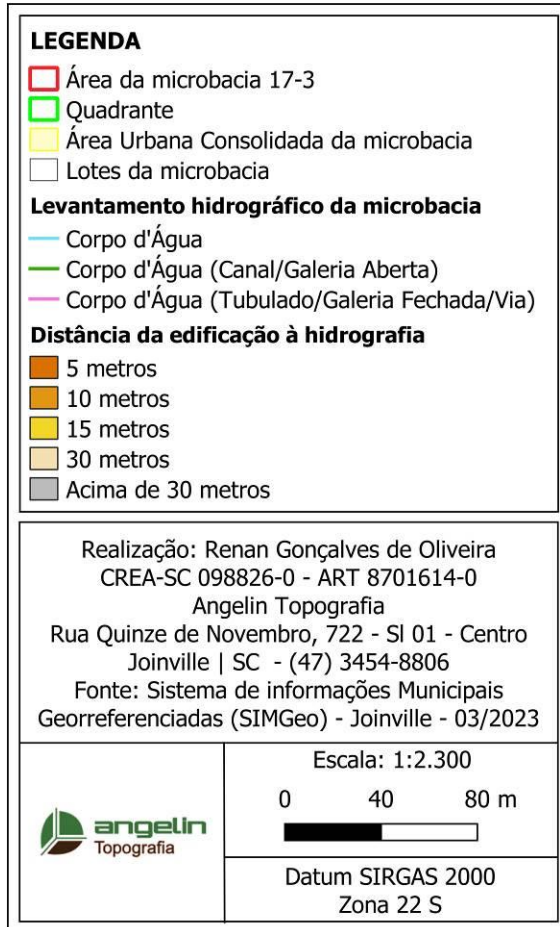 LEGENDA
Área da microbacia 17-3
Quadrante
Área Urbana Consolidada da microbacia
Lotes da microbacia
Levantamento hidrográfico da microbacia
Corpo d'Água
Corpo d'Água (Canal/Galeria Aberta)
Corpo d'Água (Tubulado/Galeria Fechada/Via)
Distância da edificação à hidrografia
5 metros
10 metros
15 metros
30 metros
Acima de 30 metros
Realização: Renan Gonçalves de Oliveira
CREA-SC 098826-0 - ART 8701614-0
Angelin Topografia
Rua Quinze de Novembro, 722 - Sl 01 - Centro
Joinville | SC - (47) 3454-8806
Fonte: Sistema de informações Municipais
Georreferenciadas (SIMGeo) - Joinville - 03/2023
angelin
Topografia
Escala: 1:2.300
0 40 80 m
Datum SIRGAS 2000
Zona 22 S